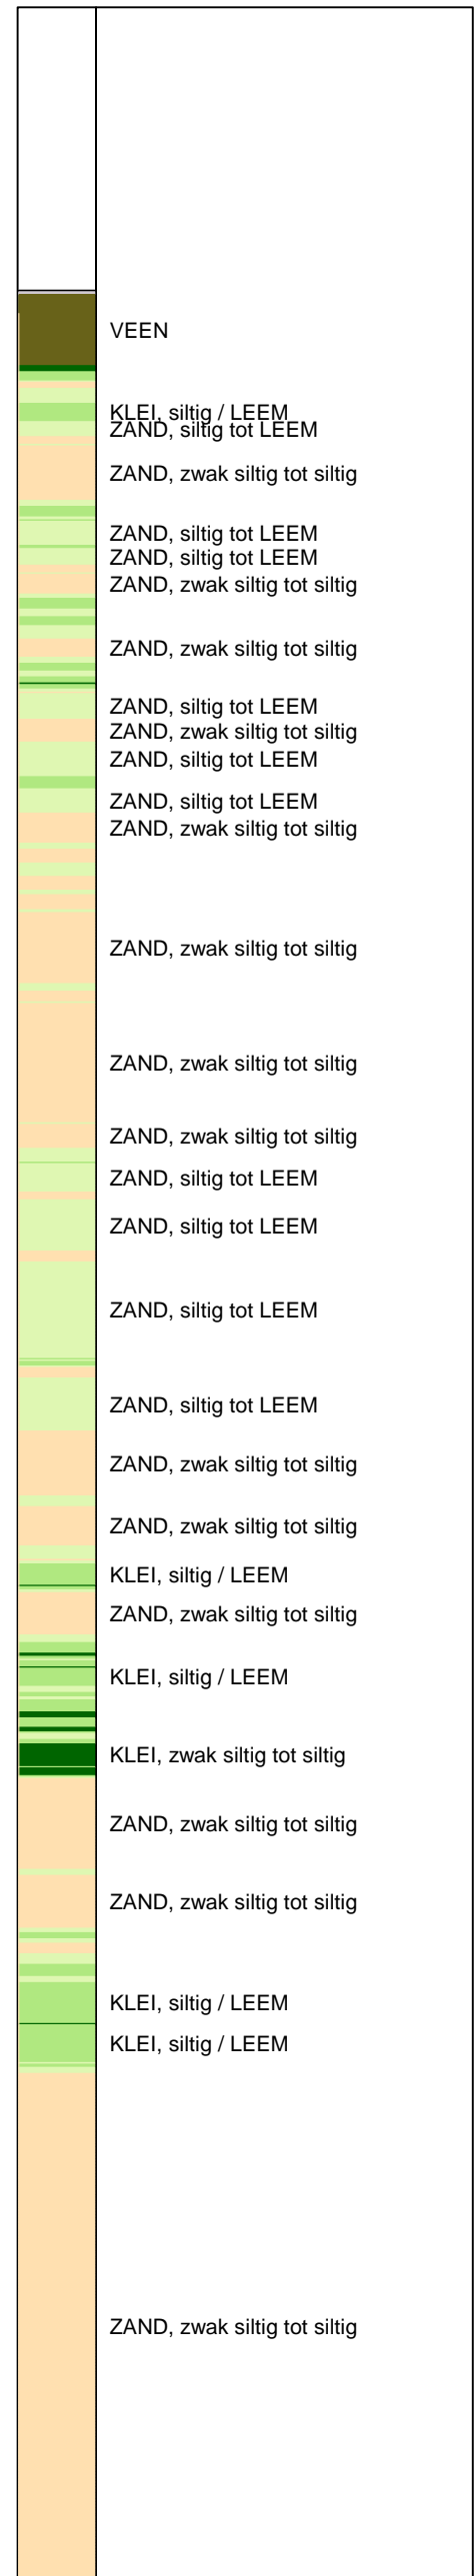 VEEN
KLEI, siltig / LEEM
ZAND, siltig tot LEEM
ZAND, zwak siltig tot siltig
ZAND, siltig tot LEEM
ZAND, siltig tot LEEM
ZAND, zwak siltig tot siltig
ZAND, zwak siltig tot siltig
ZAND, siltig tot LEEM
ZAND, zwak siltig tot siltig
ZAND, siltig tot LEEM
ZAND, siltig tot LEEM
ZAND, zwak siltig tot siltig
ZAND, zwak siltig tot siltig
ZAND, zwak siltig tot siltig
ZAND, zwak siltig tot siltig
ZAND, siltig tot LEEM
ZAND, siltig tot LEEM
ZAND, siltig tot LEEM
ZAND, siltig tot LEEM
ZAND, zwak siltig tot siltig
ZAND, zwak siltig tot siltig
KLEI, siltig / LEEM
ZAND, zwak siltig tot siltig
KLEI, siltig / LEEM
KLEI, zwak siltig tot siltig
ZAND, zwak siltig tot siltig
ZAND, zwak siltig tot siltig
KLEI, siltig / LEEM
KLEI, siltig / LEEM
ZAND, zwak siltig tot siltig